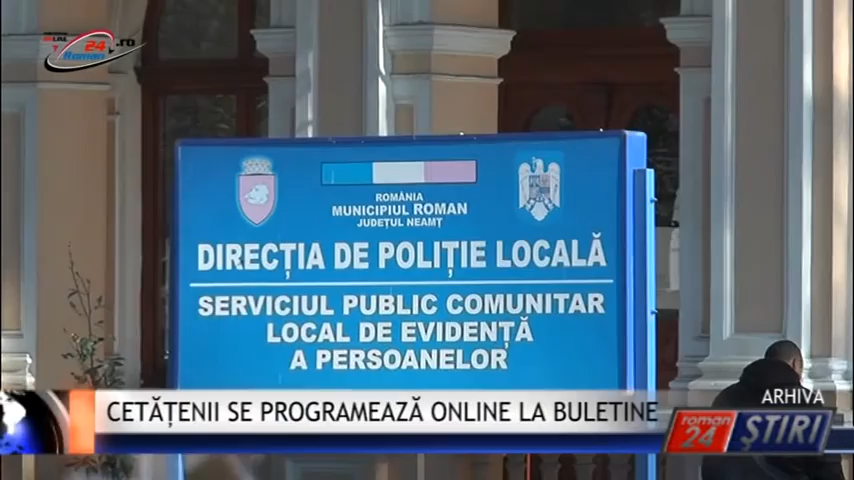 24 .ro
Roman
ROMÂNIA
MUNICIPIUL ROMAN
JUDEȚUL NEAMȚ
DIRECȚIA DE POLIȚIE LOCALĂ
SERVICIUL PUBLIC COMUNITAR
LOCAL DE EVIDENȚĂ
A PERSOANELOR
ARHIVA
CETĂȚENII SE PROGRAMEAZĂ ONLINE LA BULETINE
roman
24 ȘTIRI